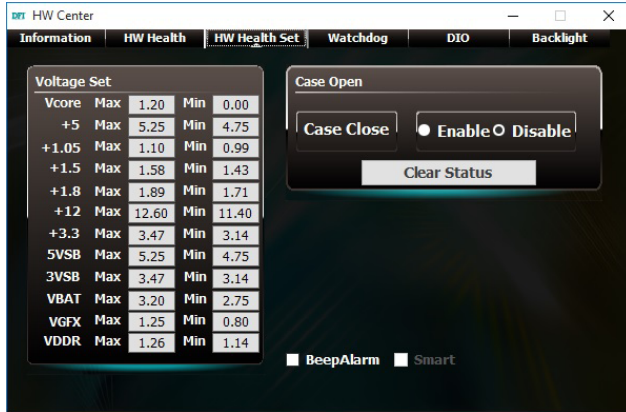 DFI HW Center
Information HW Health HW Health Set Watchdog DIO Backlight
Voltage Set
Vcore Max 1.20 Min 0.00
+5 Max 5.25 Min 4.75
+1.05 Max 1.10 Min 0.99
+1.5 Max 1.58 Min 1.43
+1.8 Max 1.89 Min 1.71
+12 Max 12.60 Min 11.40
+3.3 Max 3.47 Min 3.14
5VSB Max 5.25 Min 4.75
3VSB Max 3.47 Min 3.14
VBAT Max 3.20 Min 2.75
VGFX Max 1.25 Min 0.80
VDDR Max 1.26 Min 1.14
Case Open
Case Close Enable Disable
Clear Status
BeepAlarm Smart